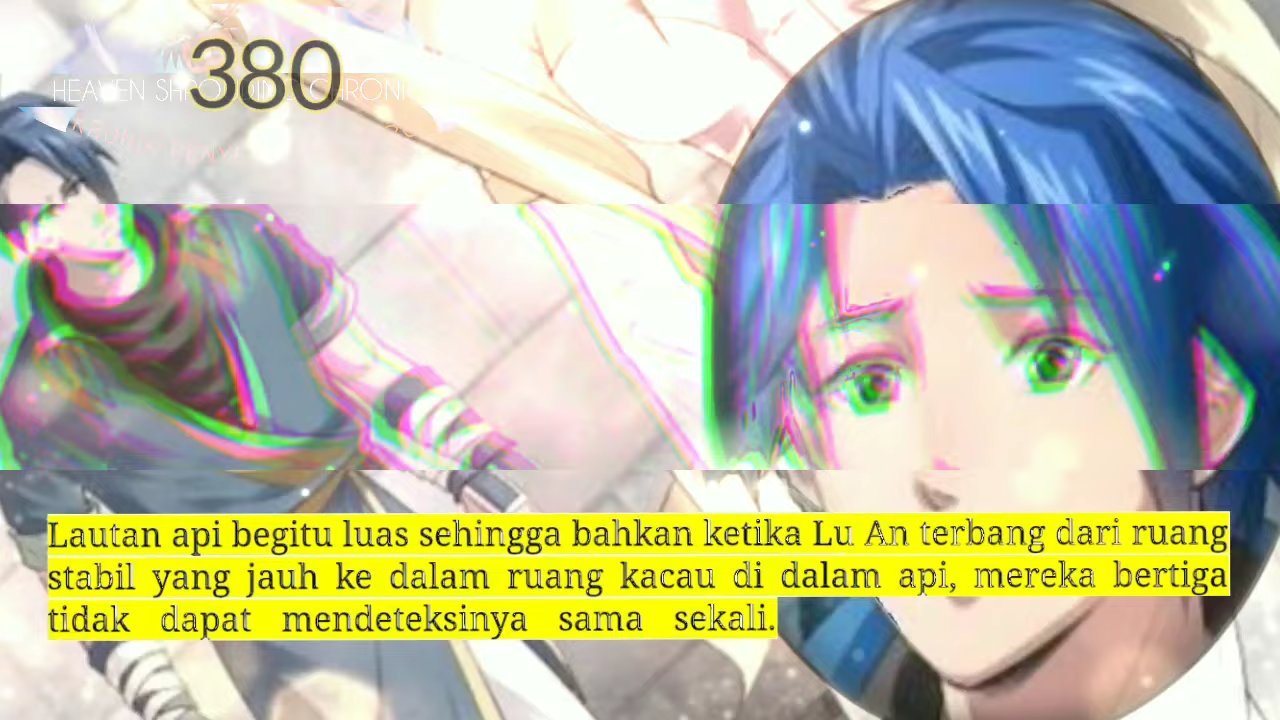 380
HEAVEN
Lautan api begitu luas sehingga bahkan ketika Lu An terbang dari ruang
stabil yang jauh ke dalam ruang kacau di dalam api, mereka bertiga
tidak dapat mendeteksinya sama sekali.